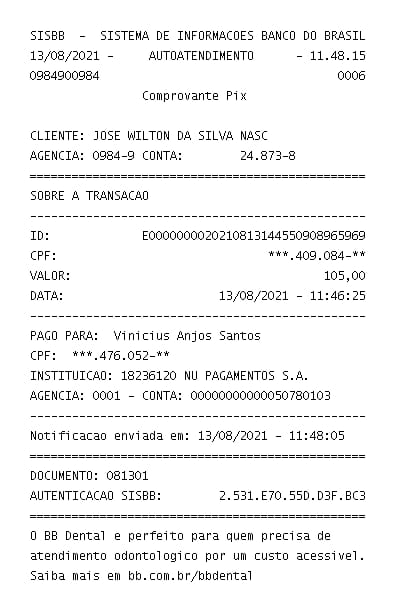 SISBB - SISTEMA DE INFORMACOES BANCO DO BRASIL
13/08/2021 - AUTOATENDIMENTO - 11.48.15
0984900984 0006
Comprovante Pix
CLIENTE: JOSE WILTON DA SILVA NASC
AGENCIA: 0984-9 CONTA: 24.873-8
================================================
SOBRE A TRANSACAO
------------------------------------------------
ID: E0000000020210813144550908965969
CPF: ***.409.084-**
VALOR: 105,00
DATA: 13/08/2021 - 11:46:25
------------------------------------------------
PAGO PARA: Vinicius Anjos Santos
CPF: ***.476.052-**
INSTITUICAO: 18236120 NU PAGAMENTOS S.A.
AGENCIA: 0001 - CONTA: 00000000000050780103
------------------------------------------------
Notificacao enviada em: 13/08/2021 - 11:48:05
================================================
DOCUMENTO: 081301
AUTENTICACAO SISBB: 2.531.E70.55D.D3F.BC3
================================================
O BB Dental e perfeito para quem precisa de
atendimento odontologico por um custo acessivel.
Saiba mais em bb.com.br/bbdental